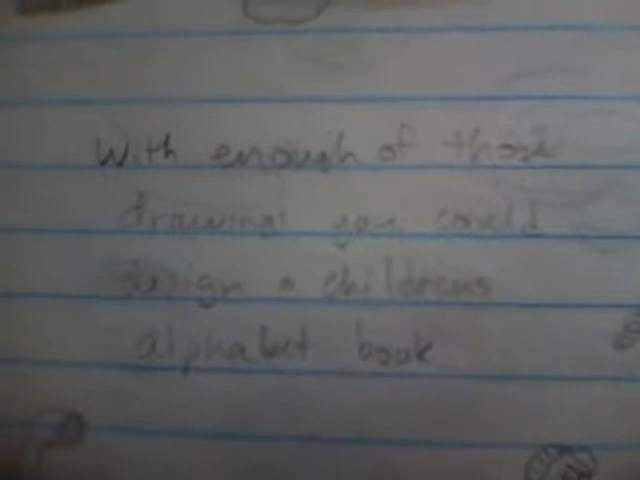 With enough of those
drawings you could
design a childrens
alphabet book